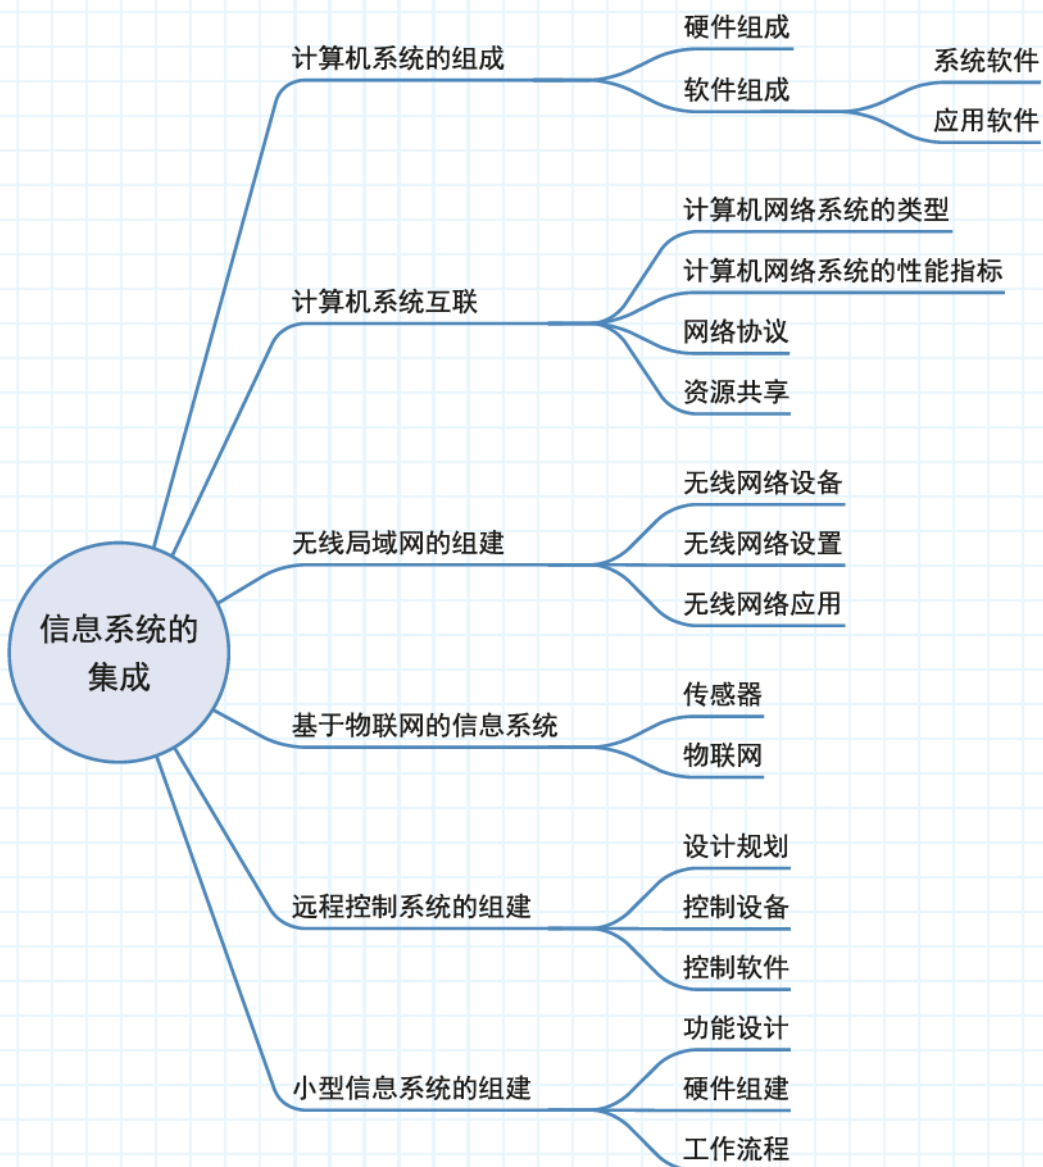 信息系统的
集成
计算机系统的组成
硬件组成
软件组成
系统软件
应用软件
计算机系统互联
计算机网络系统的类型
计算机网络系统的性能指标
网络协议
资源共享
无线局域网的组建
无线网络设备
无线网络设置
无线网络应用
基于物联网的信息系统
传感器
物联网
远程控制系统的组建
设计规划
控制设备
控制软件
小型信息系统的组建
功能设计
硬件组建
工作流程